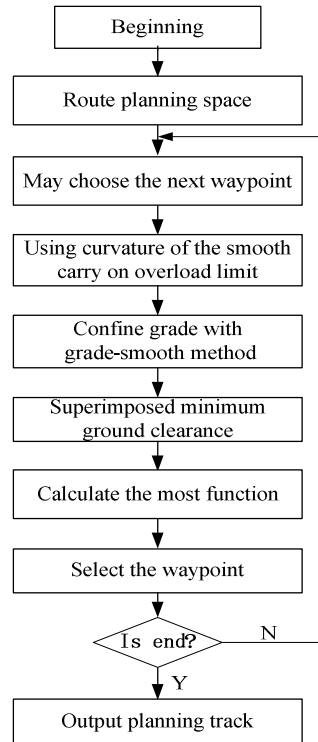 Beginning
Route planning space
May choose the next waypoint
Using curvature of the smooth
carry on overload limit
Confine grade with
grade-smooth method
Superimposed minimum
ground clearance
Calculate the most function
Select the waypoint
Is end?
N
Y
Output planning track